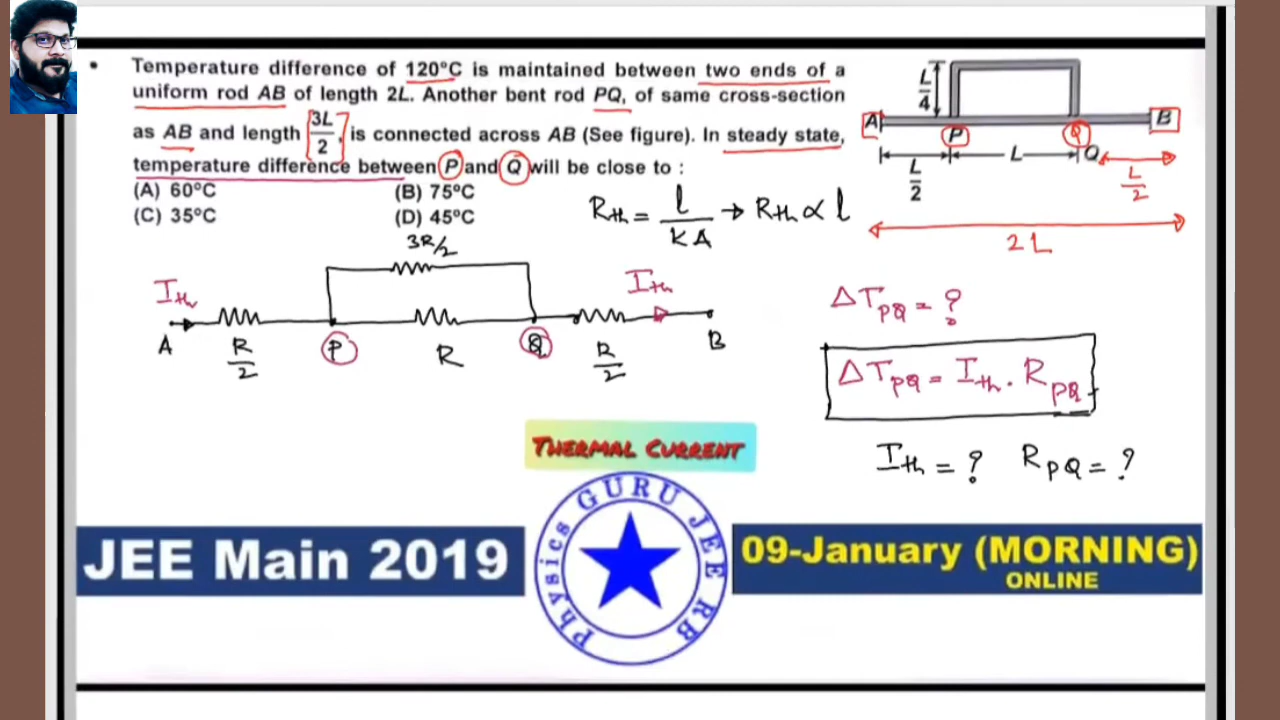 • Temperature difference of 120°C is maintained between two ends of a
uniform rod AB of length 2L. Another bent rod PQ, of same cross-section
as AB and length [3L/2] is connected across AB (See figure). In steady state,
temperature difference between P and Q will be close to :
(A) 60°C (B) 75°C
(C) 35°C (D) 45°C
L/4
A P Q B
L/2 L Q L/2
2L
Rth = l/KA → Rth ∝ l
3R/2
Ith Ith
A R/2 P R Q R/2 B
ΔTPQ = ?
ΔTPQ = Ith . RPQ
Ith = ? RPQ = ?
THERMAL CURRENT
Physics GURU JEE RB
JEE Main 2019
09-January (MORNING)
ONLINE